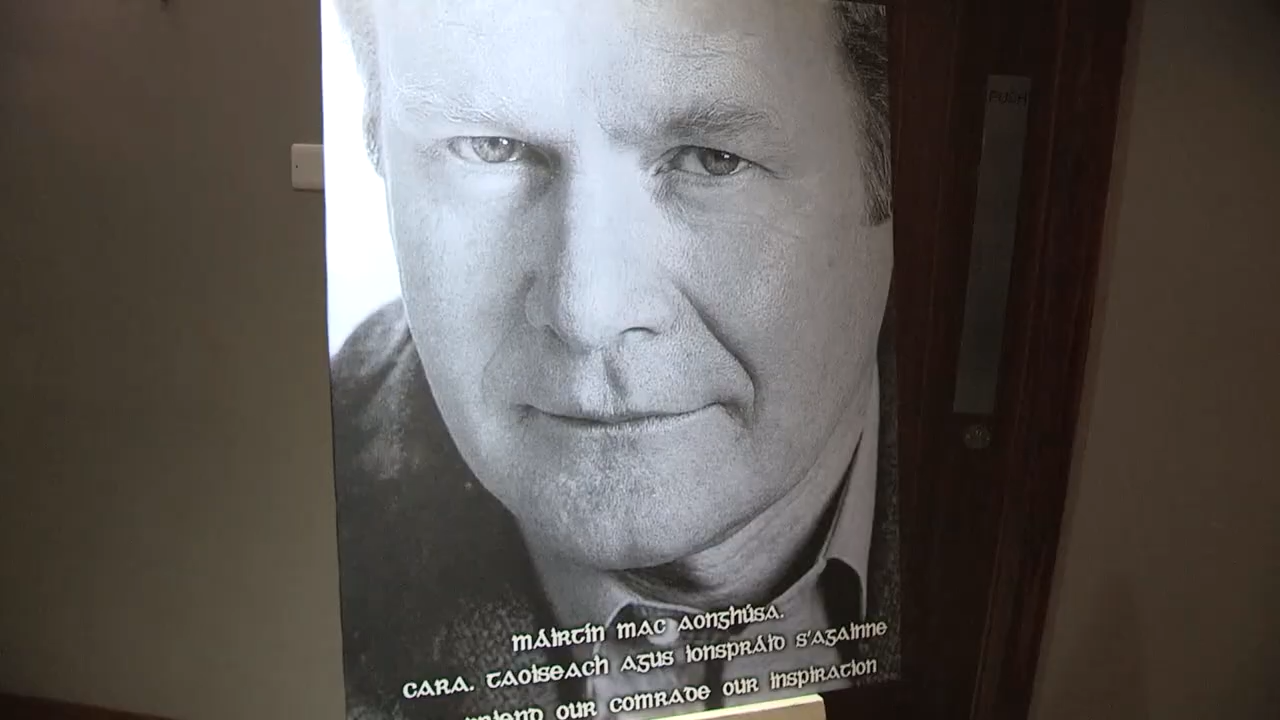 PUSH
MÁIRTÍN MAC AONGHÚSA.
CARA. TAOISEACH AGUS IONSPRÁID S'AGAINNE
OUR COMRADE OUR INSPIRATION